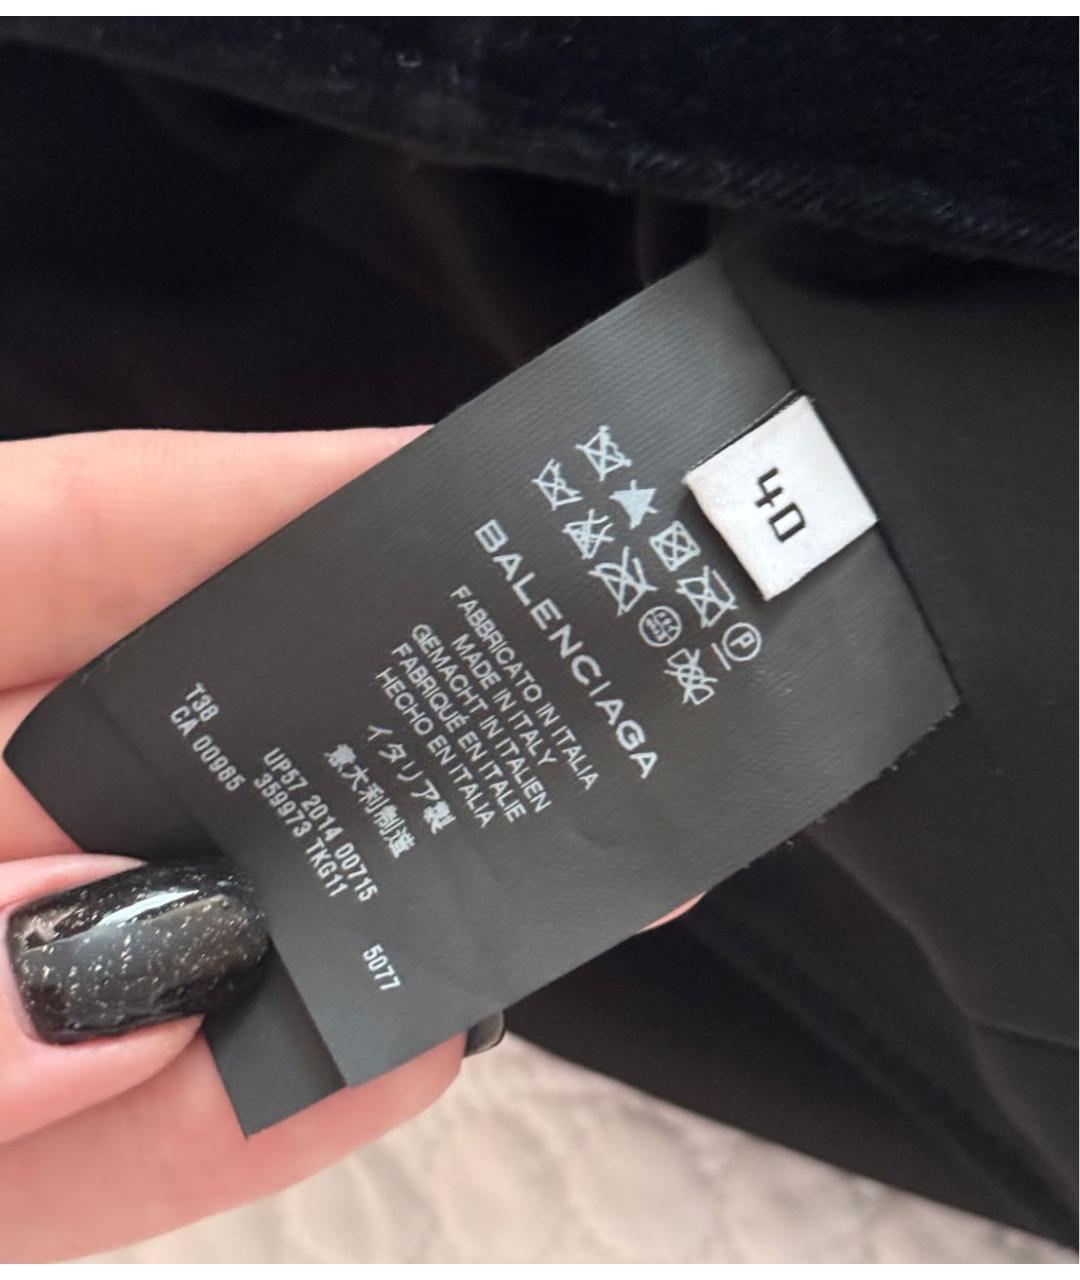 40
P
BALENCIAGA
FABBRICATO IN ITALIA
MADE IN ITALY
GEMACHT IN ITALIEN
FABRIQUÉ EN ITALIE
HECHO EN ITALIA
イタリア製
意大利制造
UP57 2014 00715
359973 TKG11
5077
T38
CA 00985